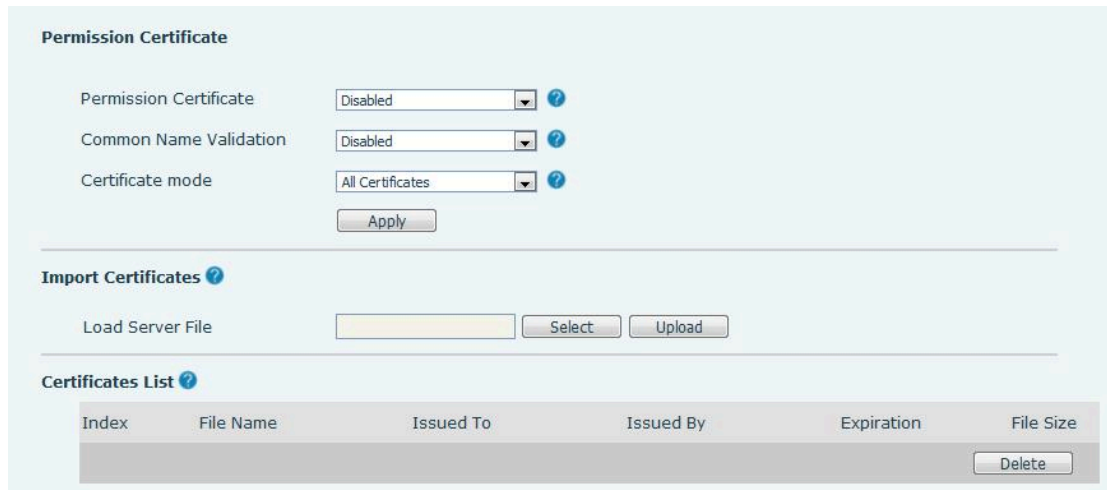 Permission Certificate
Permission Certificate Disabled ?
Common Name Validation Disabled ?
Certificate mode All Certificates ?
Apply
Import Certificates ?
Load Server File Select Upload
Certificates List ?
Index File Name Issued To Issued By Expiration File Size
Delete